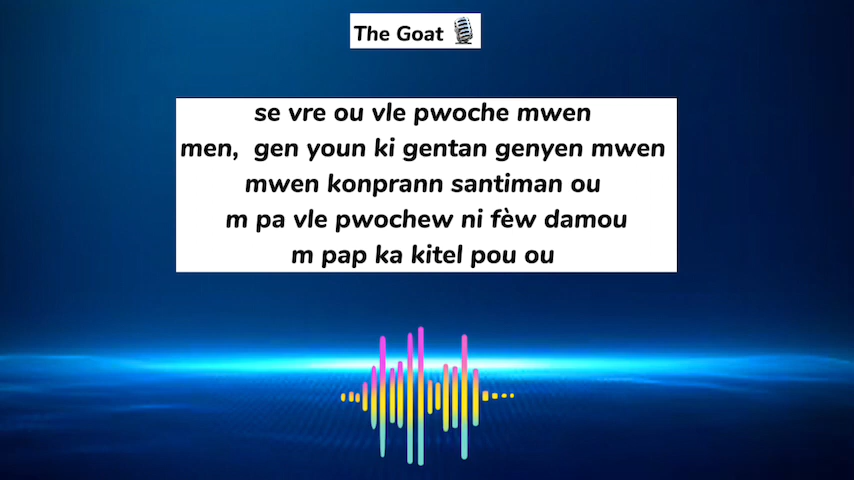 The Goat
se vre ou vle pwoche mwen
men, gen youn ki gentan genyen mwen
mwen konprann santiman ou
m pa vle pwochew ni fèw damou
m pap ka kitel pou ou